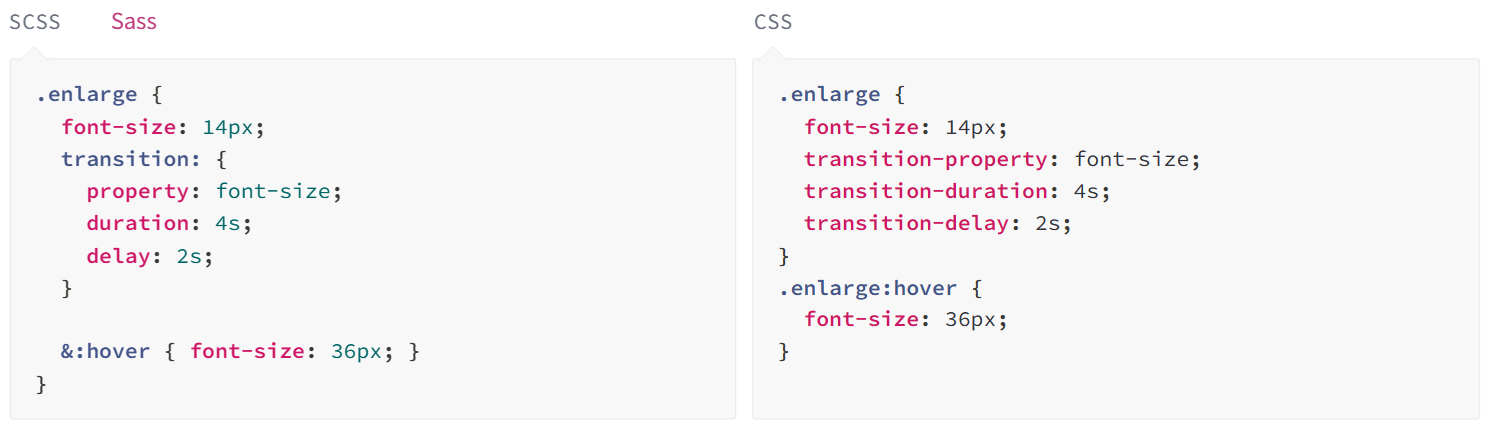 SCSS Sass
.enlarge {
  font-size: 14px;
  transition: {
    property: font-size;
    duration: 4s;
    delay: 2s;
  }

  &:hover { font-size: 36px; }
}
CSS
.enlarge {
  font-size: 14px;
  transition-property: font-size;
  transition-duration: 4s;
  transition-delay: 2s;
}
.enlarge:hover {
  font-size: 36px;
}